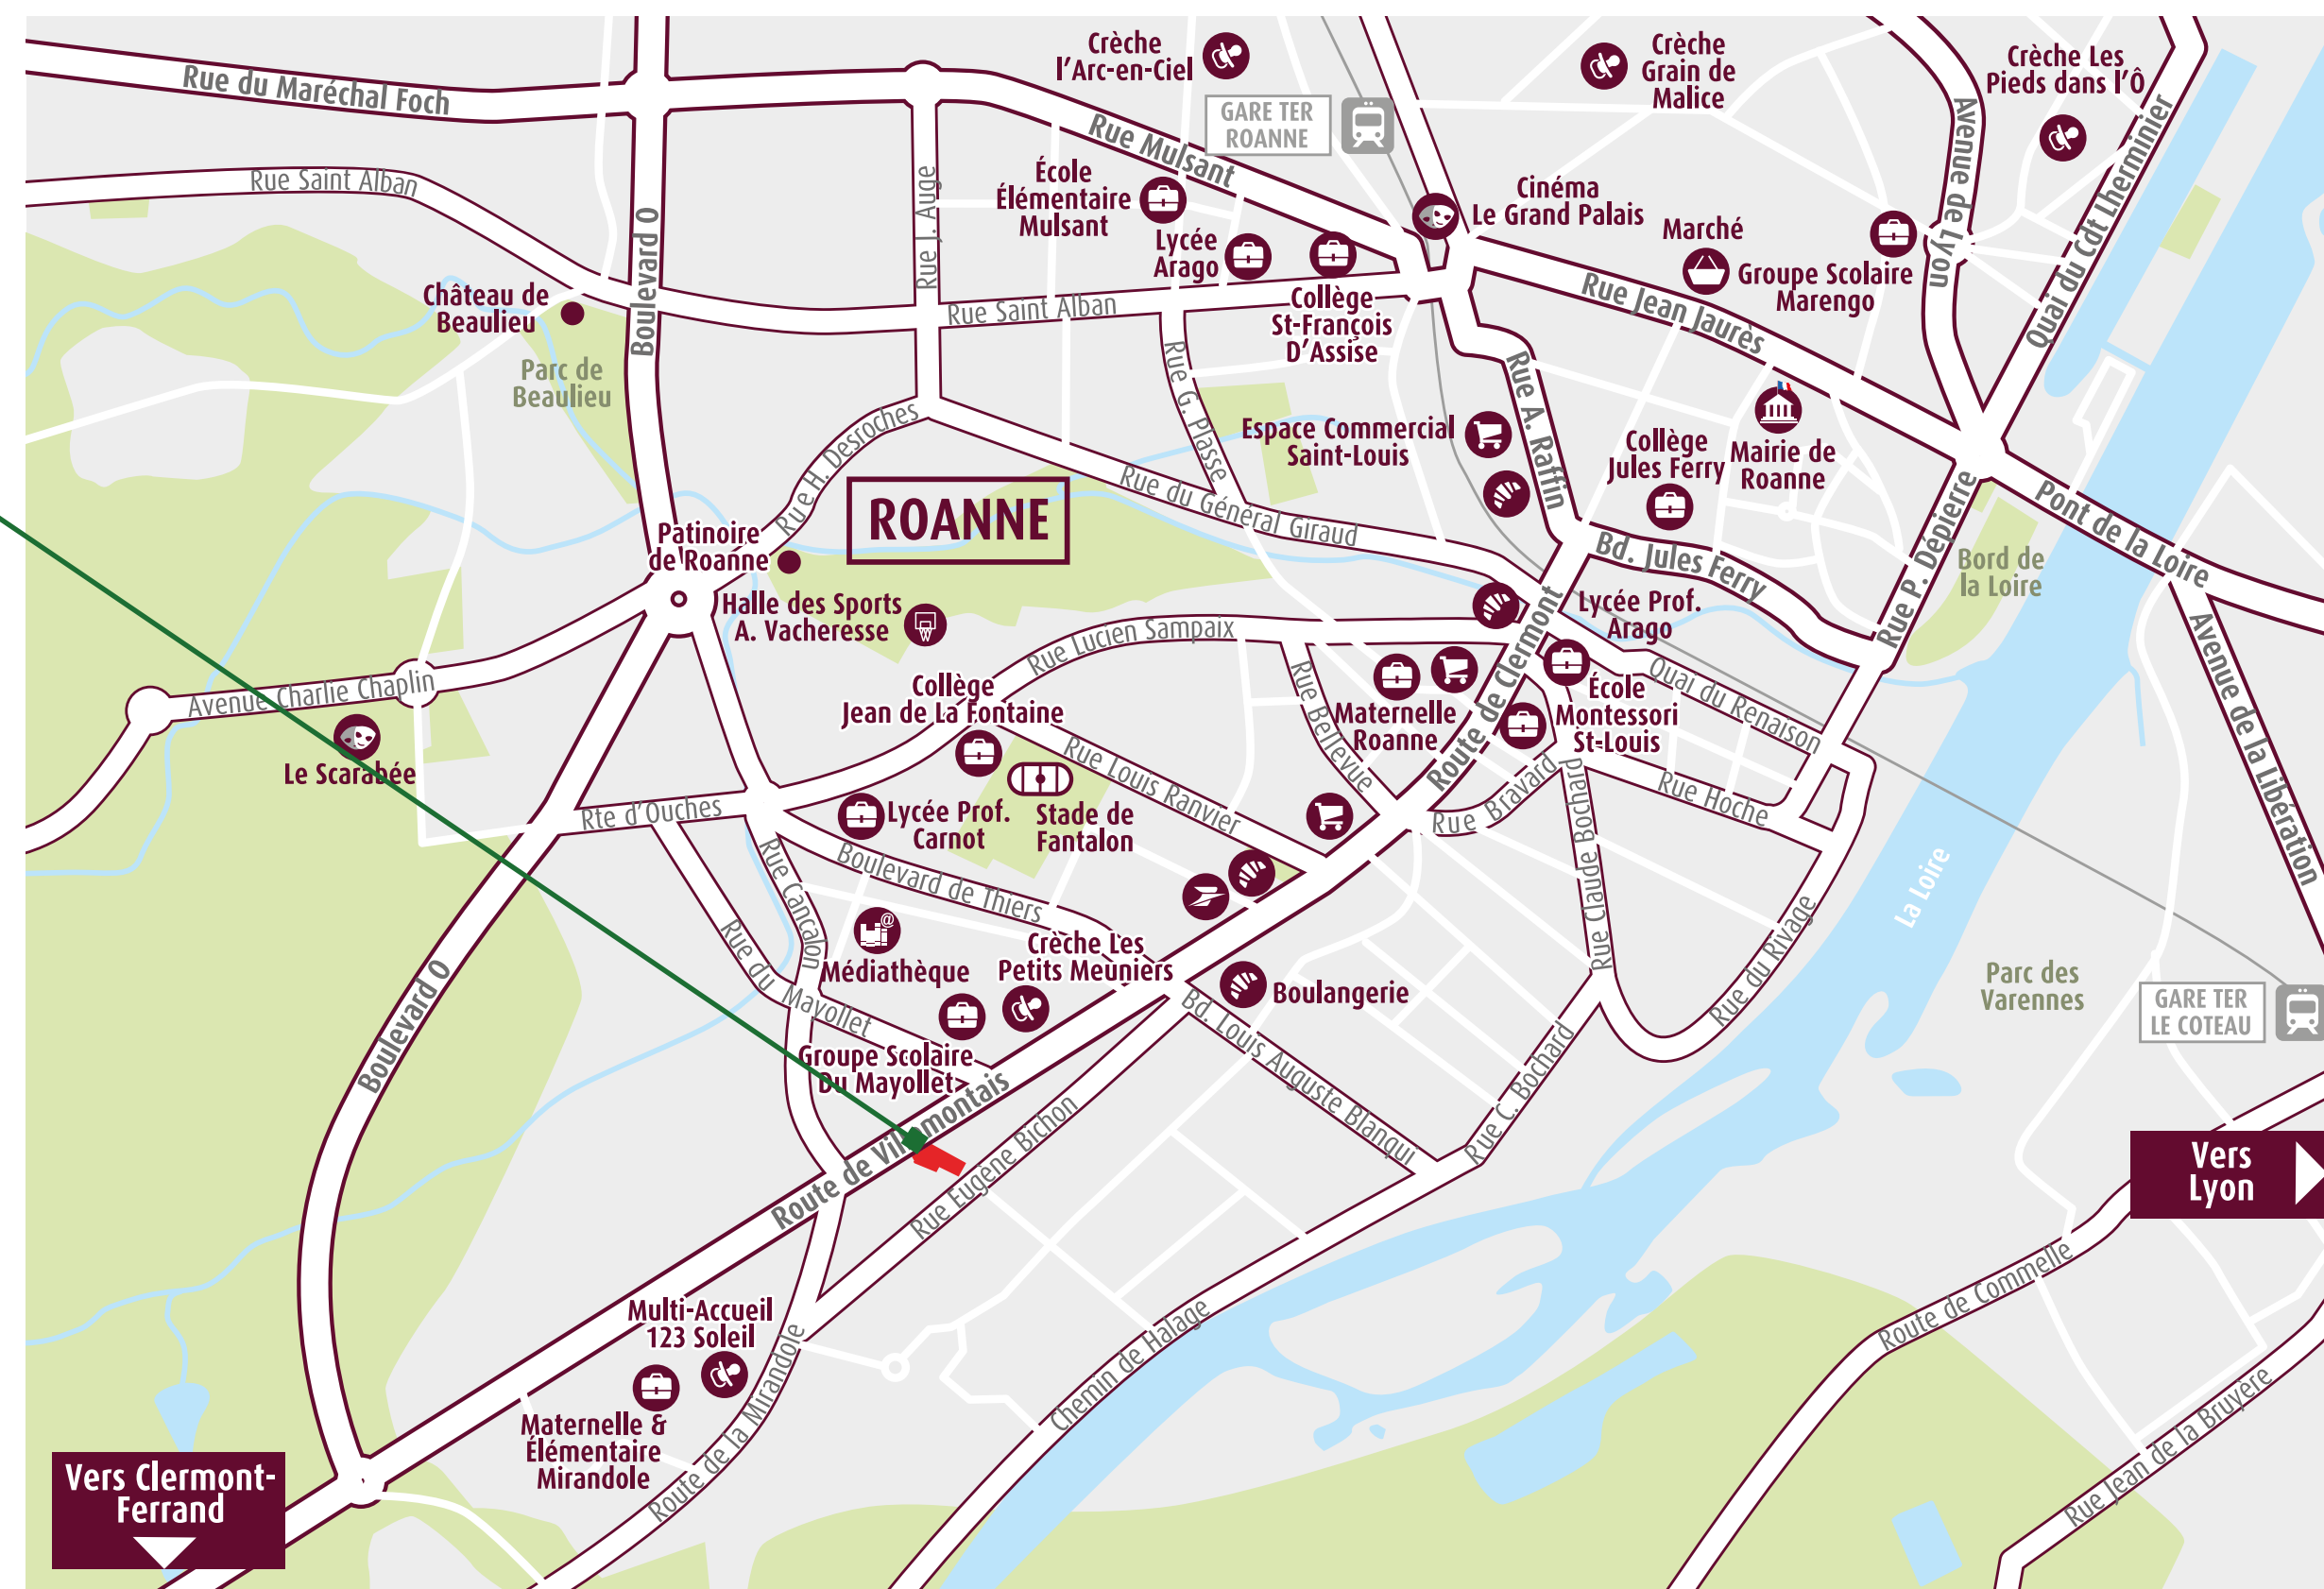 Crèche
l'Arc-en-Ciel
Crèche
Grain de
Malice
Crèche Les
Pieds dans l'Ô
Rue du Maréchal Foch
GARE TER
ROANNE
Rue Mulsant
Avenue de Lyon
Quai du Cdt Lherminier
Rue Saint Alban
Boulevard O
Rue J. Auge
École
Élémentaire
Mulsant
Lycée
Arago
Cinéma
Le Grand Palais
Marché
Groupe Scolaire
Marengo
Château de
Beaulieu
Parc de
Beaulieu
Rue Saint Alban
Collège
St-François
D'Assise
Rue Jean Jaurès
Rue G. Plasse
Rue A. Raffin
Rue H. Desroches
Espace Commercial
Saint-Louis
Collège
Jules Ferry
Mairie de
Roanne
ROANNE
Rue du Général Giraud
Pont de la Loire
Patinoire
de Roanne
Bd. Jules Ferry
Rue P. Dépierre
Bord de
la Loire
Halle des Sports
A. Vacheresse
Rue Lucien Sampaix
Route de Clermont
Lycée Prof.
Arago
Avenue de la Libération
Avenue Charlie Chaplin
Collège
Jean de La Fontaine
Rue Bellevue
Maternelle
Roanne
École
Montessori
St-Louis
Quai du Renaison
Le Scarabée
Rue Louis Ranvier
Rte d'Ouches
Lycée Prof.
Carnot
Stade de
Fantalon
Rue Bravard
Rue Hoche
Rue Claude Bochard
Rue Cancalon
Boulevard de Thiers
La Loire
Rue du Rivage
Boulevard O
Rue du Mayollet
@
Médiathèque
Crèche Les
Petits Meuniers
Boulangerie
Parc des
Varennes
GARE TER
LE COTEAU
Bd. Louis Auguste Blanqui
Groupe Scolaire
Du Mayollet
Rue C. Bochard
Route de Villemontais
Rue Eugène Bichon
Vers
Lyon
Route de Commelle
Multi-Accueil
123 Soleil
Chemin de Halage
Route de la Mirandole
Maternelle &
Élémentaire
Mirandole
Rue Jean de la Bruyère
Vers Clermont-
Ferrand